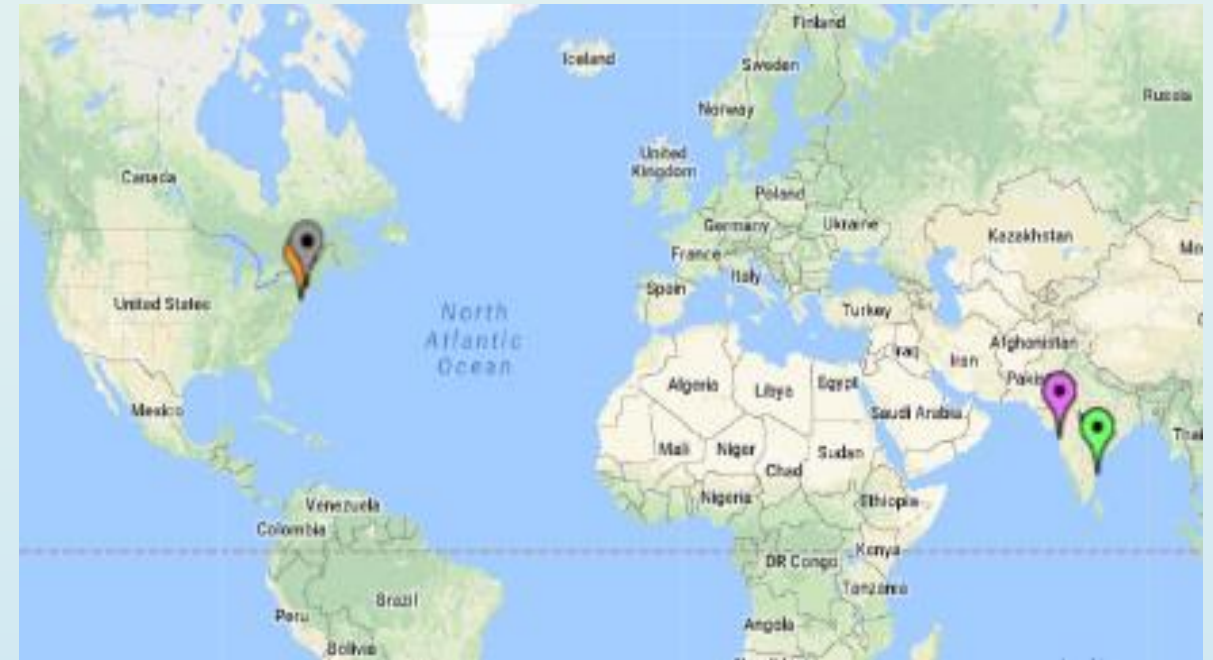 Finland
Iceland
Sweden
Russia
Norway
United
Kingdom
Canada
Poland
Germany
Ukraine
Kazakhstan
France
Italy
Spain
United States
North
Atlantic
Ocean
Turkey
Afghanistan
Iraq
Iran
Algeria
Libya
Egypt
Mexico
Saudi Arabia
Mali
Niger
Sudan
Chad
Nigeria
Ethiopia
Venezuela
Colombia
Kenya
DR Congo
Tanzania
Brazil
Peru
Angola
Bolivia